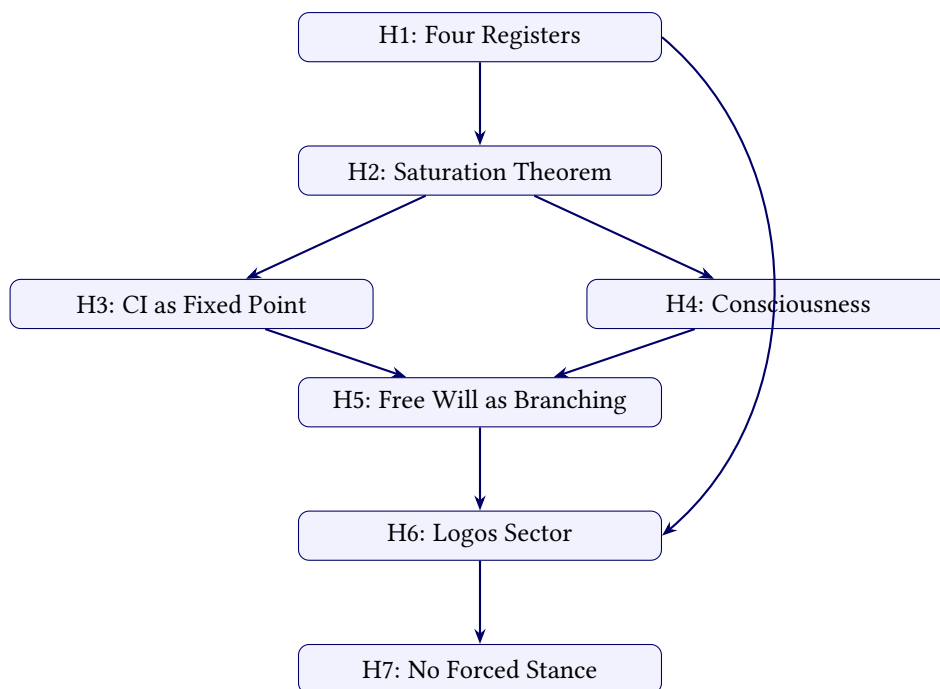 H1: Four Registers
H2: Saturation Theorem
H3: CI as Fixed Point
H4: Consciousness
H5: Free Will as Branching
H6: Logos Sector
H7: No Forced Stance